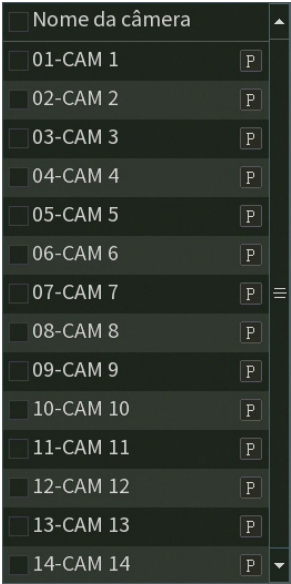 Nome da câmera
01-CAM 1 P
02-CAM 2 P
03-CAM 3 P
04-CAM 4 P
05-CAM 5 P
06-CAM 6 P
07-CAM 7 P
08-CAM 8 P
09-CAM 9 P
10-CAM 10 P
11-CAM 11 P
12-CAM 12 P
13-CAM 13 P
14-CAM 14 P